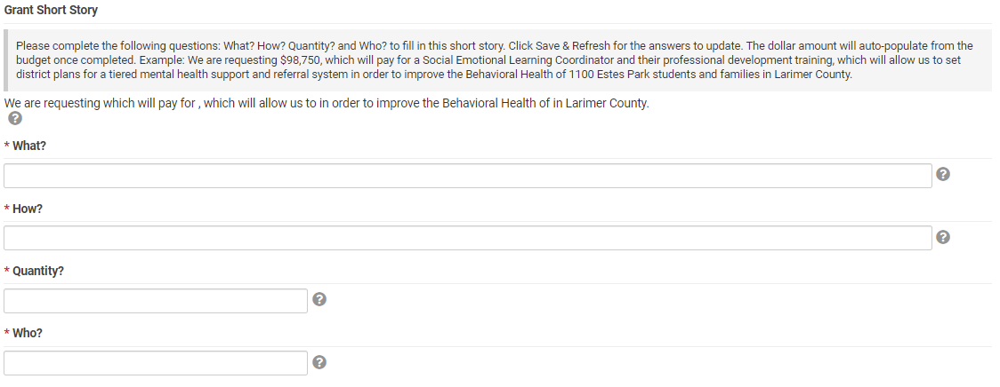 Grant Short Story
Please complete the following questions: What? How? Quantity? and Who? to fill in this short story. Click Save & Refresh for the answers to update. The dollar amount will auto-populate from the
budget once completed. Example: We are requesting $98,750, which will pay for a Social Emotional Learning Coordinator and their professional development training, which will allow us to set
district plans for a tiered mental health support and referral system in order to improve the Behavioral Health of 1100 Estes Park students and families in Larimer County.
We are requesting which will pay for , which will allow us to in order to improve the Behavioral Health of in Larimer County.
?
* What?
?
* How?
?
* Quantity?
?
* Who?
?